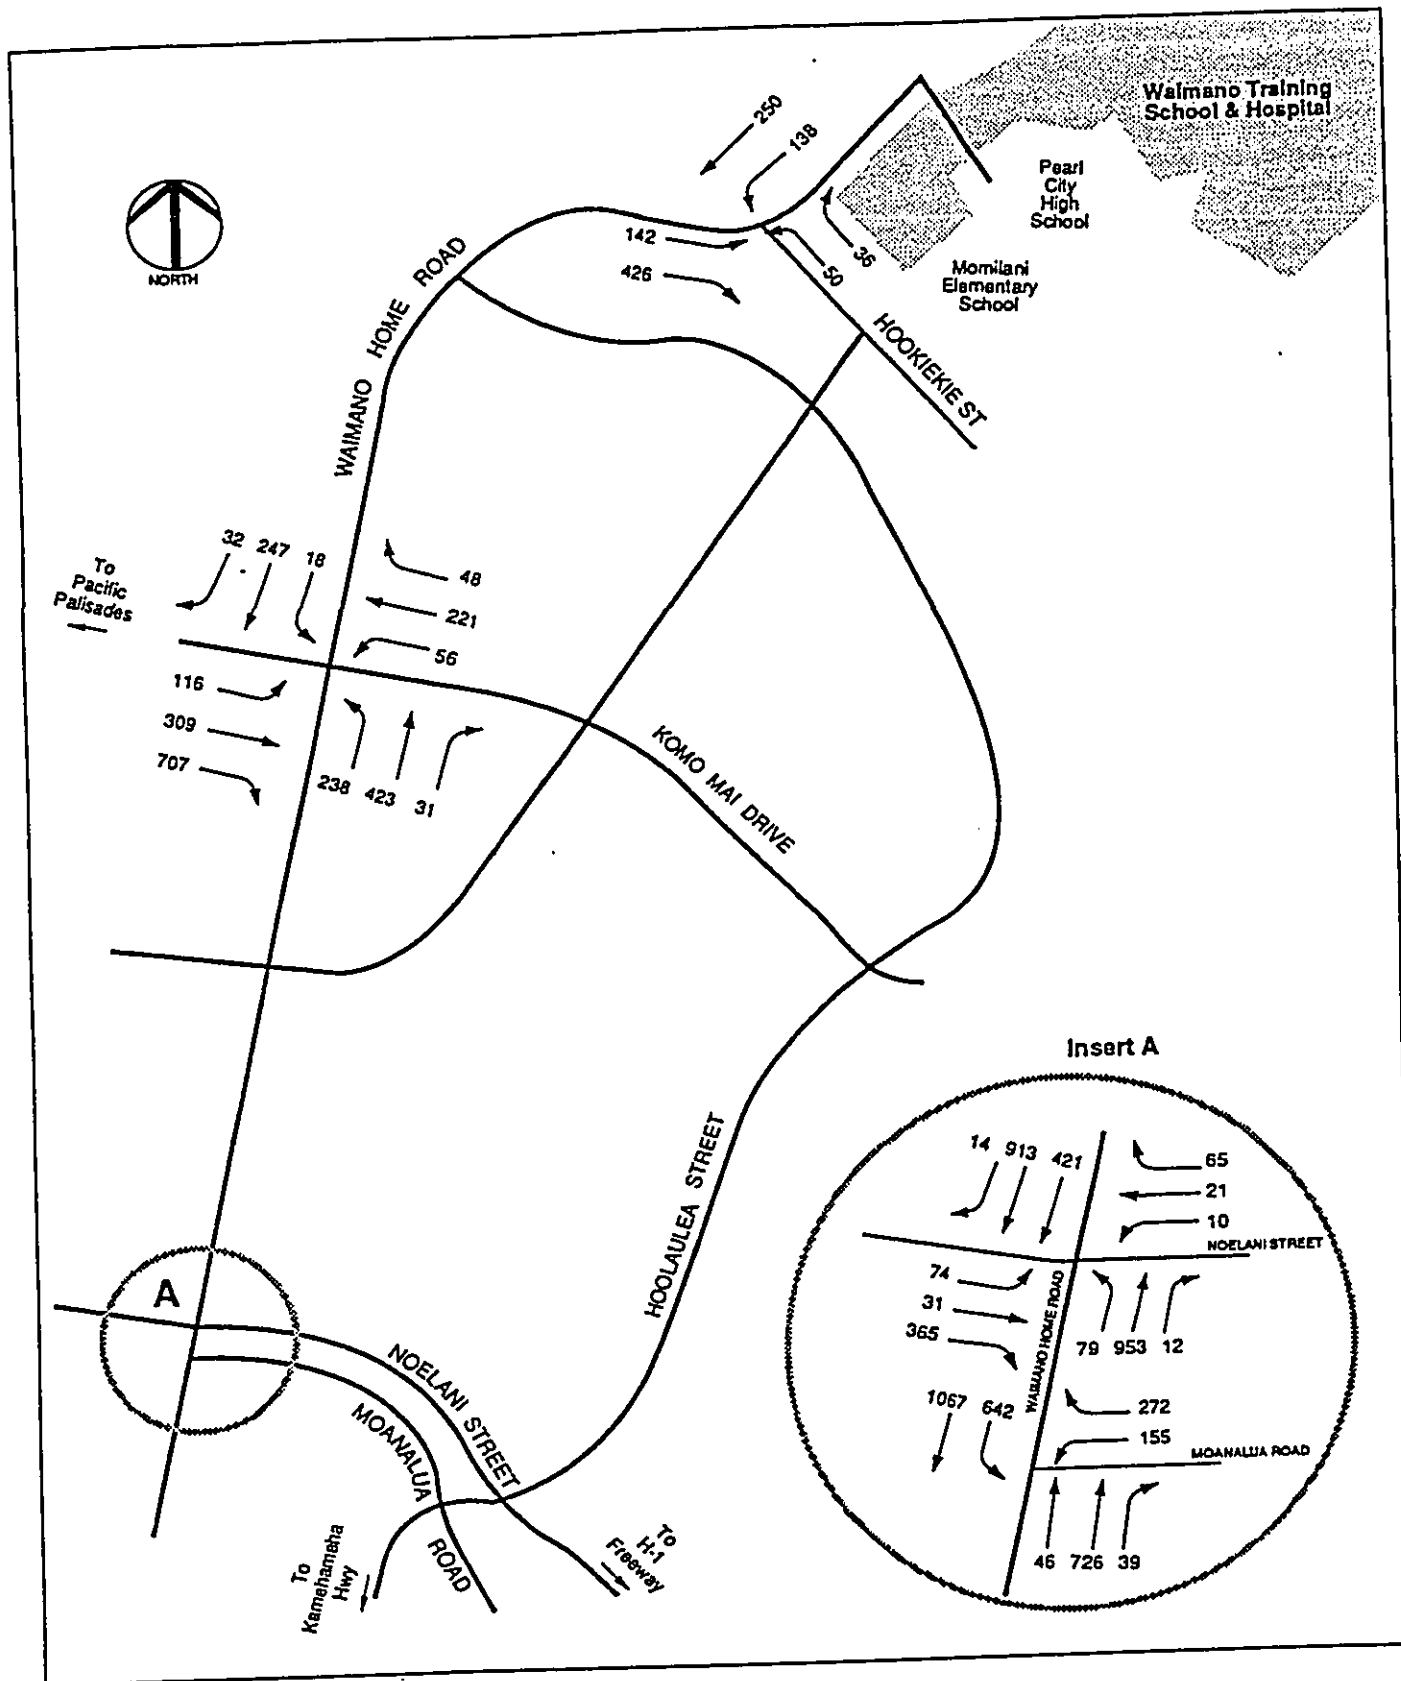 Waimano Training
School & Hospital
250
138
Pearl
City
High
School
NORTH
142
426
36
50
Momilani
Elementary
School
WAIMANO HOME ROAD
HOOKIEKIE ST
To
Pacific
Palisades
32
247
18
48
221
56
116
309
707
238
423
31
KOMO MAI DRIVE
Insert A
14
913
421
65
21
10
NOELANI STREET
74
31
365
WAIMANO HOME ROAD
79
953
12
1067
642
272
155
MOANALUA ROAD
46
726
39
HOOLAULEA STREET
A
NOELANI STREET
MOANALUA ROAD
To
Kamehameha
Hwy
To
H-1
Freeway